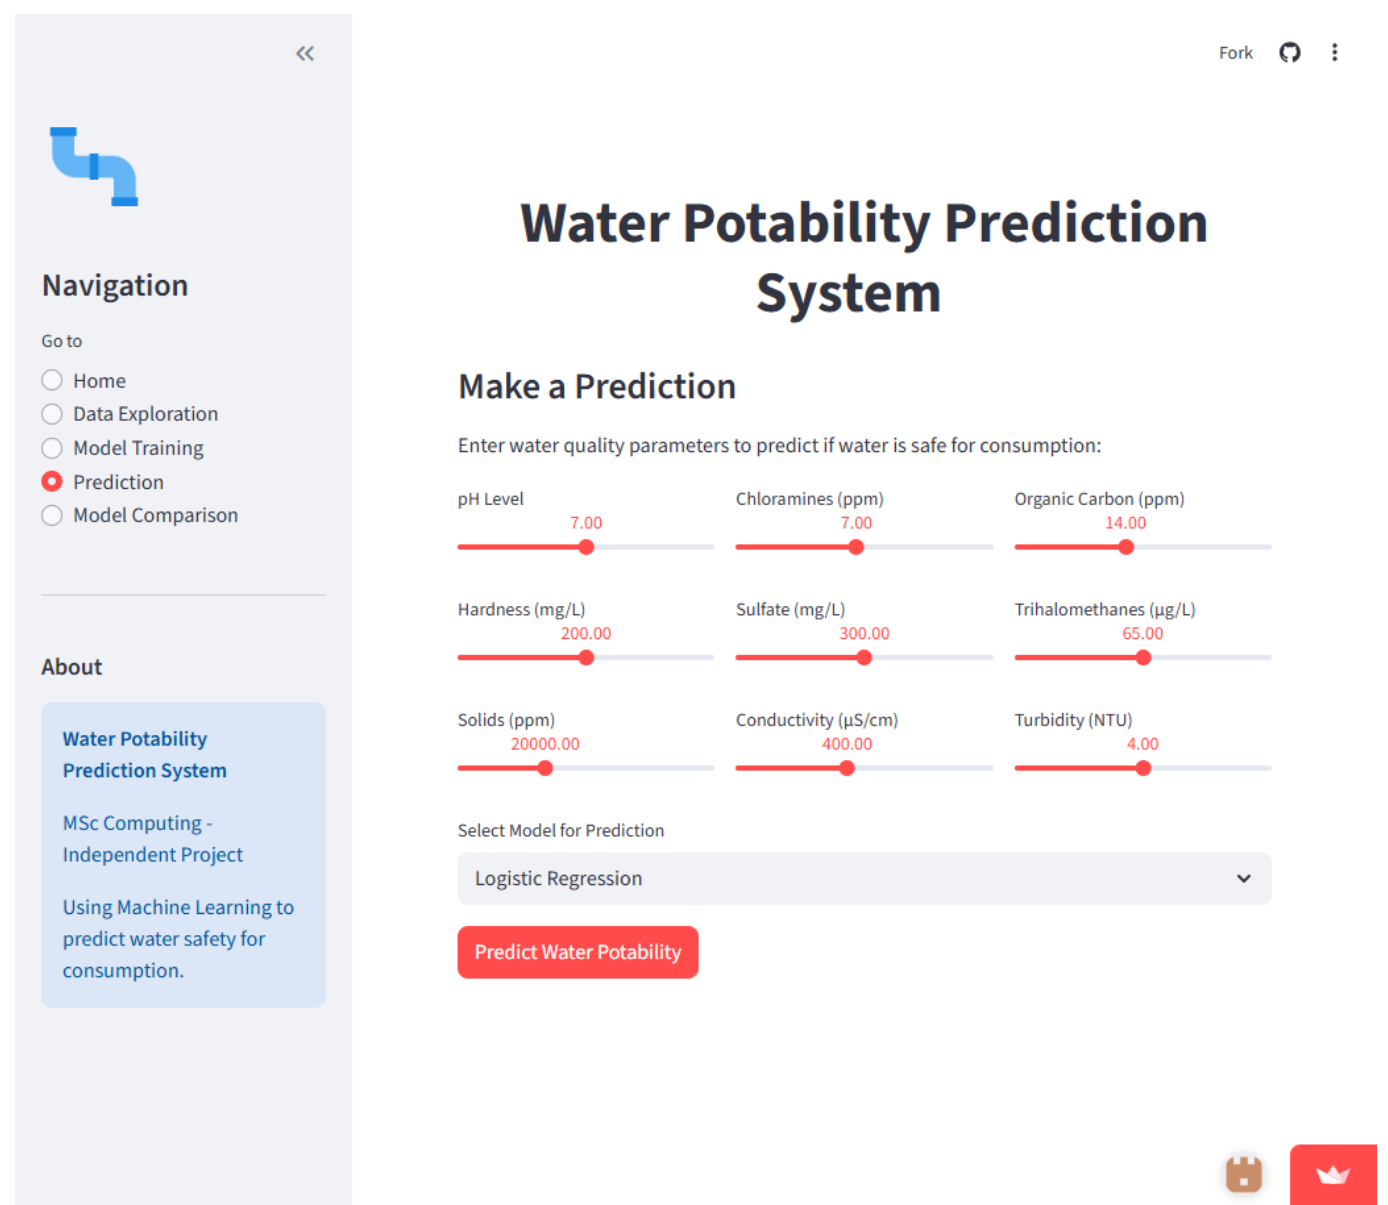 Fork
Navigation
Go to
Home
Data Exploration
Model Training
Prediction
Model Comparison
About
Water Potability
Prediction System
MSc Computing -
Independent Project
Using Machine Learning to
predict water safety for
consumption.
Water Potability Prediction
System
Make a Prediction
Enter water quality parameters to predict if water is safe for consumption:
pH Level
7.00
Chloramines (ppm)
7.00
Organic Carbon (ppm)
14.00
Hardness (mg/L)
200.00
Sulfate (mg/L)
300.00
Trihalomethanes (μg/L)
65.00
Solids (ppm)
20000.00
Conductivity (μS/cm)
400.00
Turbidity (NTU)
4.00
Select Model for Prediction
Logistic Regression
Predict Water Potability